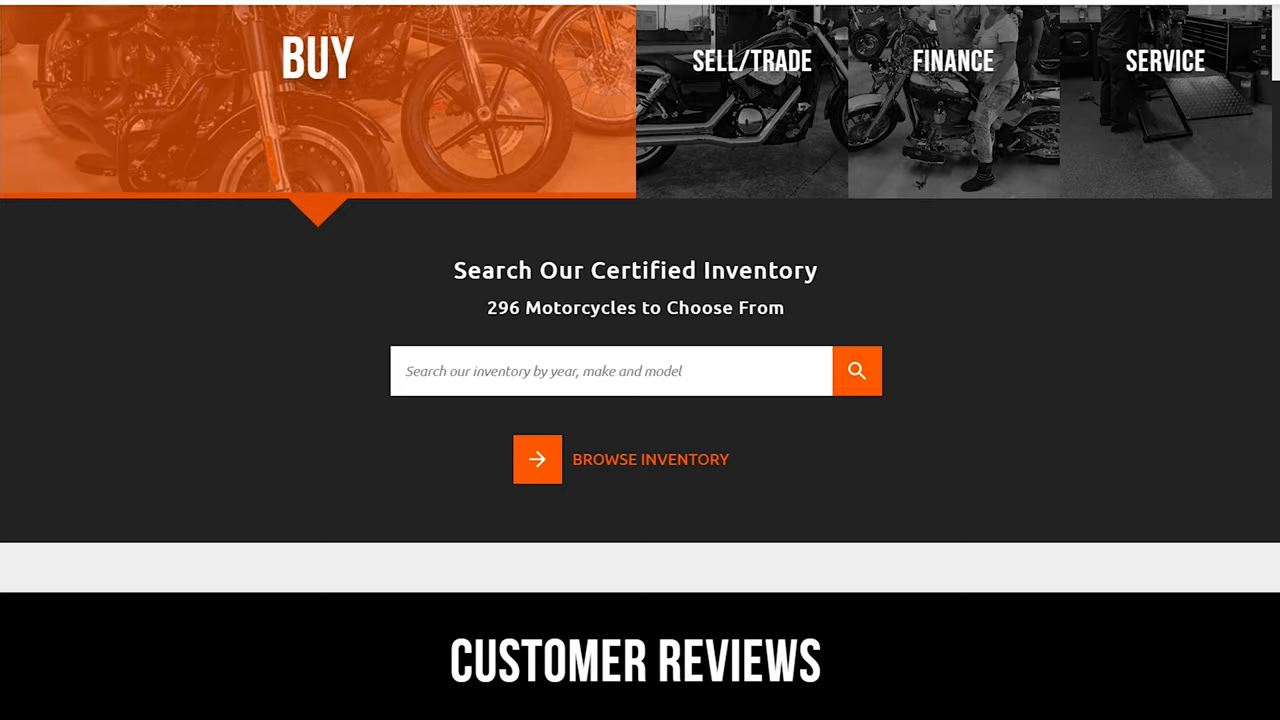 BUY
SELL/TRADE
FINANCE
SERVICE
Search Our Certified Inventory
296 Motorcycles to Choose From
Search our inventory by year, make and model
BROWSE INVENTORY
CUSTOMER REVIEWS